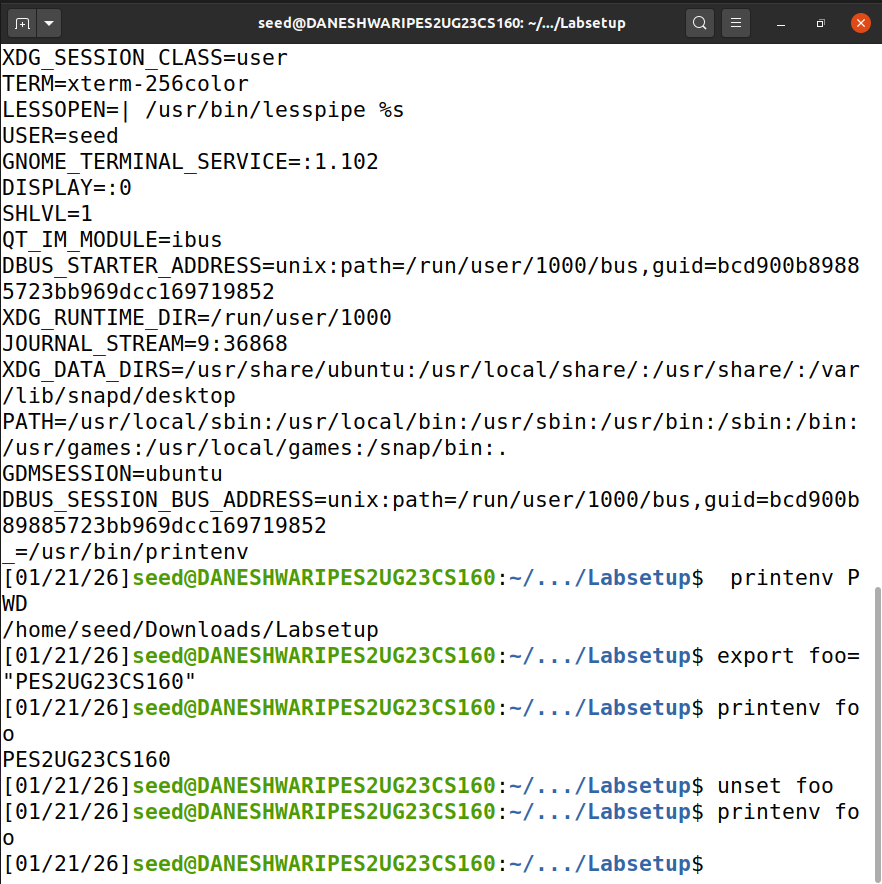 seed@DANESHWARIPES2UG23CS160: ~/.../Labsetup
XDG_SESSION_CLASS=user
TERM=xterm-256color
LESSOPEN=| /usr/bin/lesspipe %s
USER=seed
GNOME_TERMINAL_SERVICE=:1.102
DISPLAY=:0
SHLVL=1
QT_IM_MODULE=ibus
DBUS_STARTER_ADDRESS=unix:path=/run/user/1000/bus,guid=bcd900b8988
5723bb969dcc169719852
XDG_RUNTIME_DIR=/run/user/1000
JOURNAL_STREAM=9:36868
XDG_DATA_DIRS=/usr/share/ubuntu:/usr/local/share/:/usr/share/:/var
/lib/snapd/desktop
PATH=/usr/local/sbin:/usr/local/bin:/usr/sbin:/usr/bin:/sbin:/bin:
/usr/games:/usr/local/games:/snap/bin:.
GDMSESSION=ubuntu
DBUS_SESSION_BUS_ADDRESS=unix:path=/run/user/1000/bus,guid=bcd900b
89885723bb969dcc169719852
_=/usr/bin/printenv
[01/21/26]seed@DANESHWARIPES2UG23CS160:~/.../Labsetup$  printenv P
WD
/home/seed/Downloads/Labsetup
[01/21/26]seed@DANESHWARIPES2UG23CS160:~/.../Labsetup$ export foo=
"PES2UG23CS160"
[01/21/26]seed@DANESHWARIPES2UG23CS160:~/.../Labsetup$ printenv fo
o
PES2UG23CS160
[01/21/26]seed@DANESHWARIPES2UG23CS160:~/.../Labsetup$ unset foo
[01/21/26]seed@DANESHWARIPES2UG23CS160:~/.../Labsetup$ printenv fo
o
[01/21/26]seed@DANESHWARIPES2UG23CS160:~/.../Labsetup$